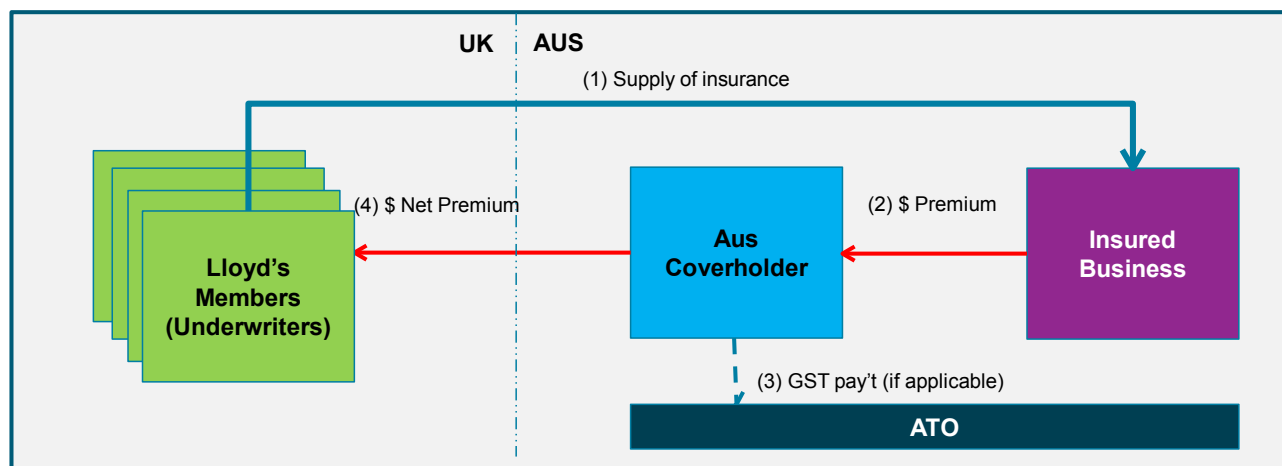 UK
AUS
(1) Supply of insurance
(4) $ Net Premium
(2) $ Premium
Lloyd’s
Members
(Underwriters)
Aus
Coverholder
Insured
Business
(3) GST pay’t (if applicable)
ATO